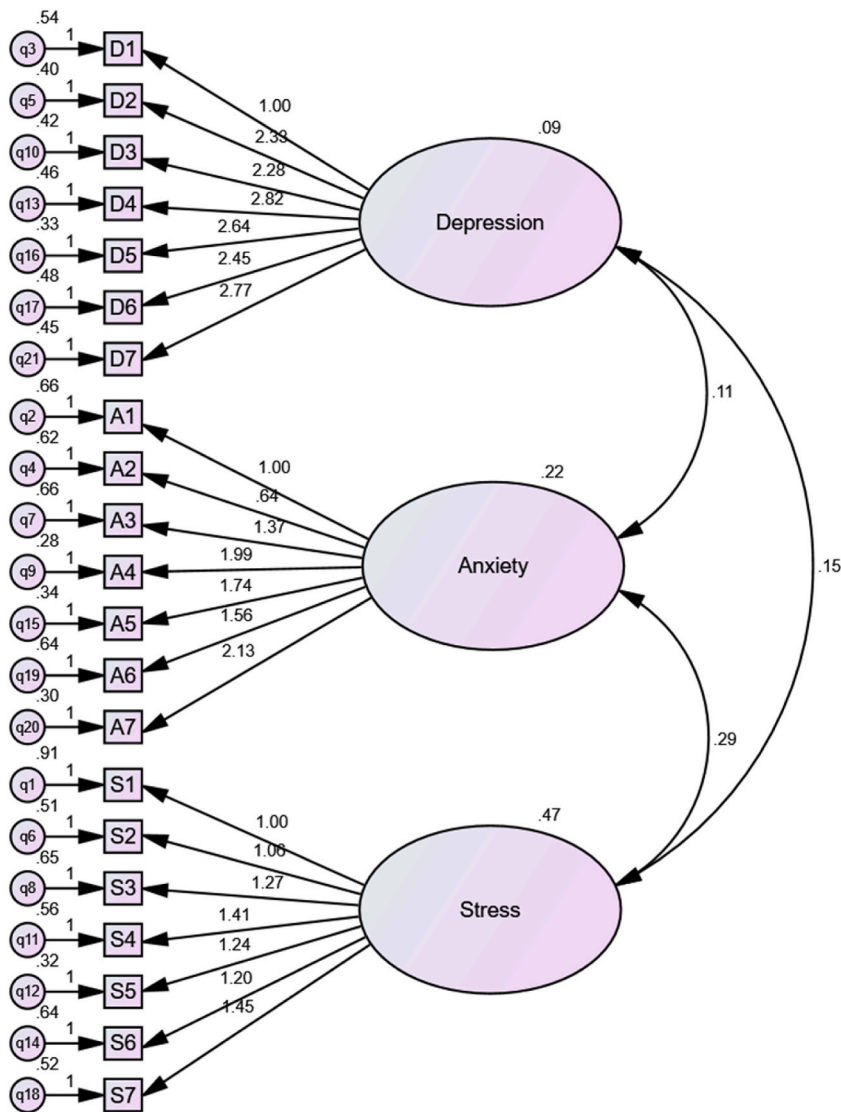 .54
q3 1 D1
.40
q5 1 D2
.42
q10 1 D3
.46
q13 1 D4
.33
q16 1 D5
.48
q17 1 D6
.45
q21 1 D7
1.00
2.33
2.28
2.82
2.64
2.45
2.77
.09
Depression
.66
q2 1 A1
.62
q4 1 A2
.66
q7 1 A3
.28
q9 1 A4
.34
q15 1 A5
.64
q19 1 A6
.30
q20 1 A7
1.00
.64
1.37
1.99
1.74
1.56
2.13
.22
Anxiety
.91
q1 1 S1
.51
q6 1 S2
.65
q8 1 S3
.56
q11 1 S4
.32
q12 1 S5
.64
q14 1 S6
.52
q18 1 S7
1.00
1.06
1.27
1.41
1.24
1.20
1.45
.47
Stress
.11
.15
.29